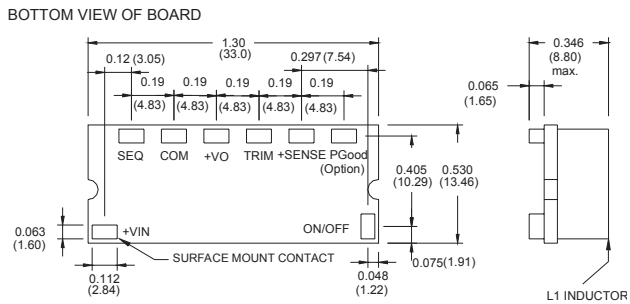 BOTTOM VIEW OF BOARD
1.30
(33.0)
0.12 (3.05)
0.297 (7.54)
0.19
(4.83)
0.19
(4.83)
0.19
(4.83)
0.19
(4.83)
0.19
(4.83)
0.346
(8.80)
max.
0.065
(1.65)
SEQ
COM
+VO
TRIM
+SENSE
PGood
(Option)
0.405
(10.29)
0.530
(13.46)
0.063
(1.60)
+VIN
ON/OFF
SURFACE MOUNT CONTACT
0.075(1.91)
0.112
(2.84)
0.048
(1.22)
L1 INDUCTOR